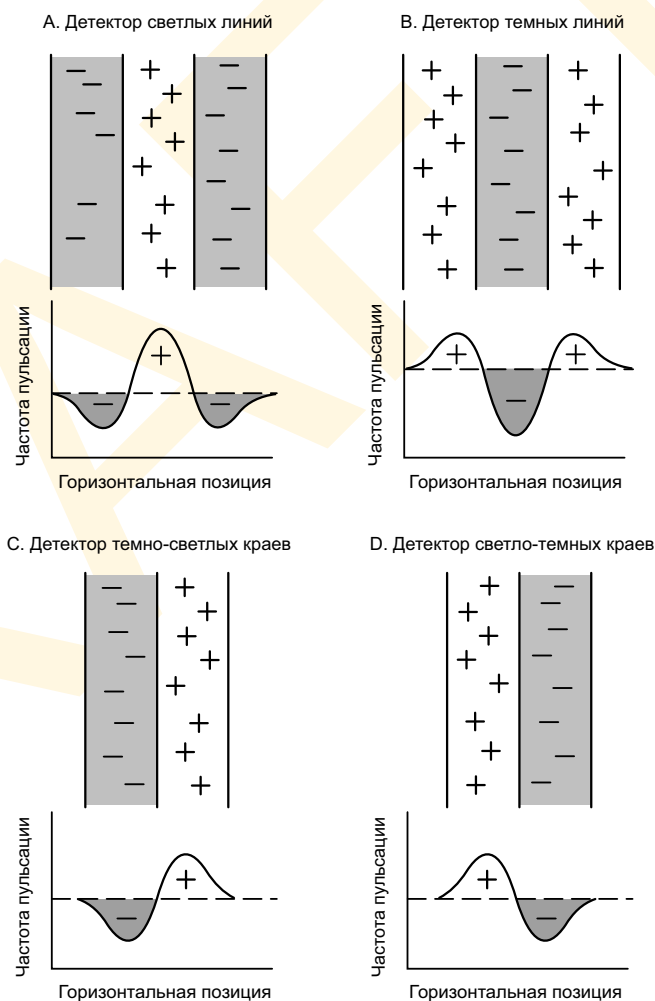 А. Детектор светлых линий
В. Детектор темных линий
Частота пульсации
Горизонтальная позиция
Частота пульсации
Горизонтальная позиция
С. Детектор темно-светлых краев
D. Детектор светло-темных краев
Частота пульсации
Горизонтальная позиция
Частота пульсации
Горизонтальная позиция